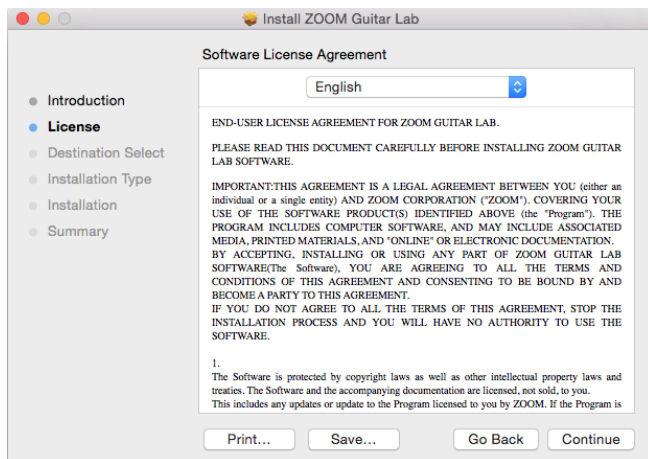 Install ZOOM Guitar Lab
Software License Agreement
Introduction
License
Destination Select
Installation Type
Installation
Summary
English
END-USER LICENSE AGREEMENT FOR ZOOM GUITAR LAB.
PLEASE READ THIS DOCUMENT CAREFULLY BEFORE INSTALLING ZOOM GUITAR
LAB SOFTWARE.
IMPORTANT:THIS AGREEMENT IS A LEGAL AGREEMENT BETWEEN YOU (either an
individual or a single entity) AND ZOOM CORPORATION ("ZOOM"). COVERING YOUR
USE OF THE SOFTWARE PRODUCT(S) IDENTIFIED ABOVE (the "Program"). THE
PROGRAM INCLUDES COMPUTER SOFTWARE, AND MAY INCLUDE ASSOCIATED
MEDIA, PRINTED MATERIALS, AND "ONLINE" OR ELECTRONIC DOCUMENTATION.
BY ACCEPTING, INSTALLING OR USING ANY PART OF ZOOM GUITAR LAB
SOFTWARE(The Software), YOU ARE AGREEING TO ALL THE TERMS AND
CONDITIONS OF THIS AGREEMENT AND CONSENTING TO BE BOUND BY AND
BECOME A PARTY TO THIS AGREEMENT.
IF YOU DO NOT AGREE TO ALL THE TERMS OF THIS AGREEMENT, STOP THE
INSTALLATION PROCESS AND YOU WILL HAVE NO AUTHORITY TO USE THE
SOFTWARE.
1.
The Software is protected by copyright laws as well as other intellectual property laws and
treaties. The Software and the accompanying documentation are licensed, not sold, to you.
This includes any updates or update to the Program licensed to you by ZOOM. If the Program is
Print...
Save...
Go Back
Continue